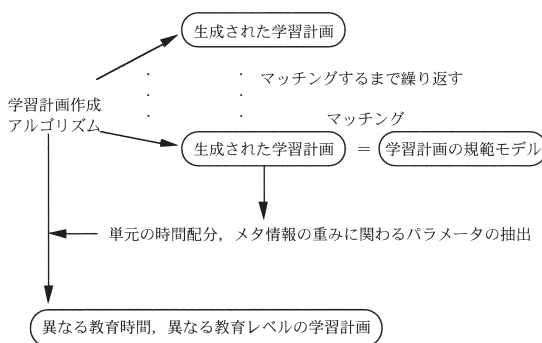 生成された学習計画
マッチングするまで繰り返す
学習計画作成
アルゴリズム
マッチング
生成された学習計画 = 学習計画の規範モデル
単元の時間配分,メタ情報の重みに関わるパラメータの抽出
異なる教育時間,異なる教育レベルの学習計画